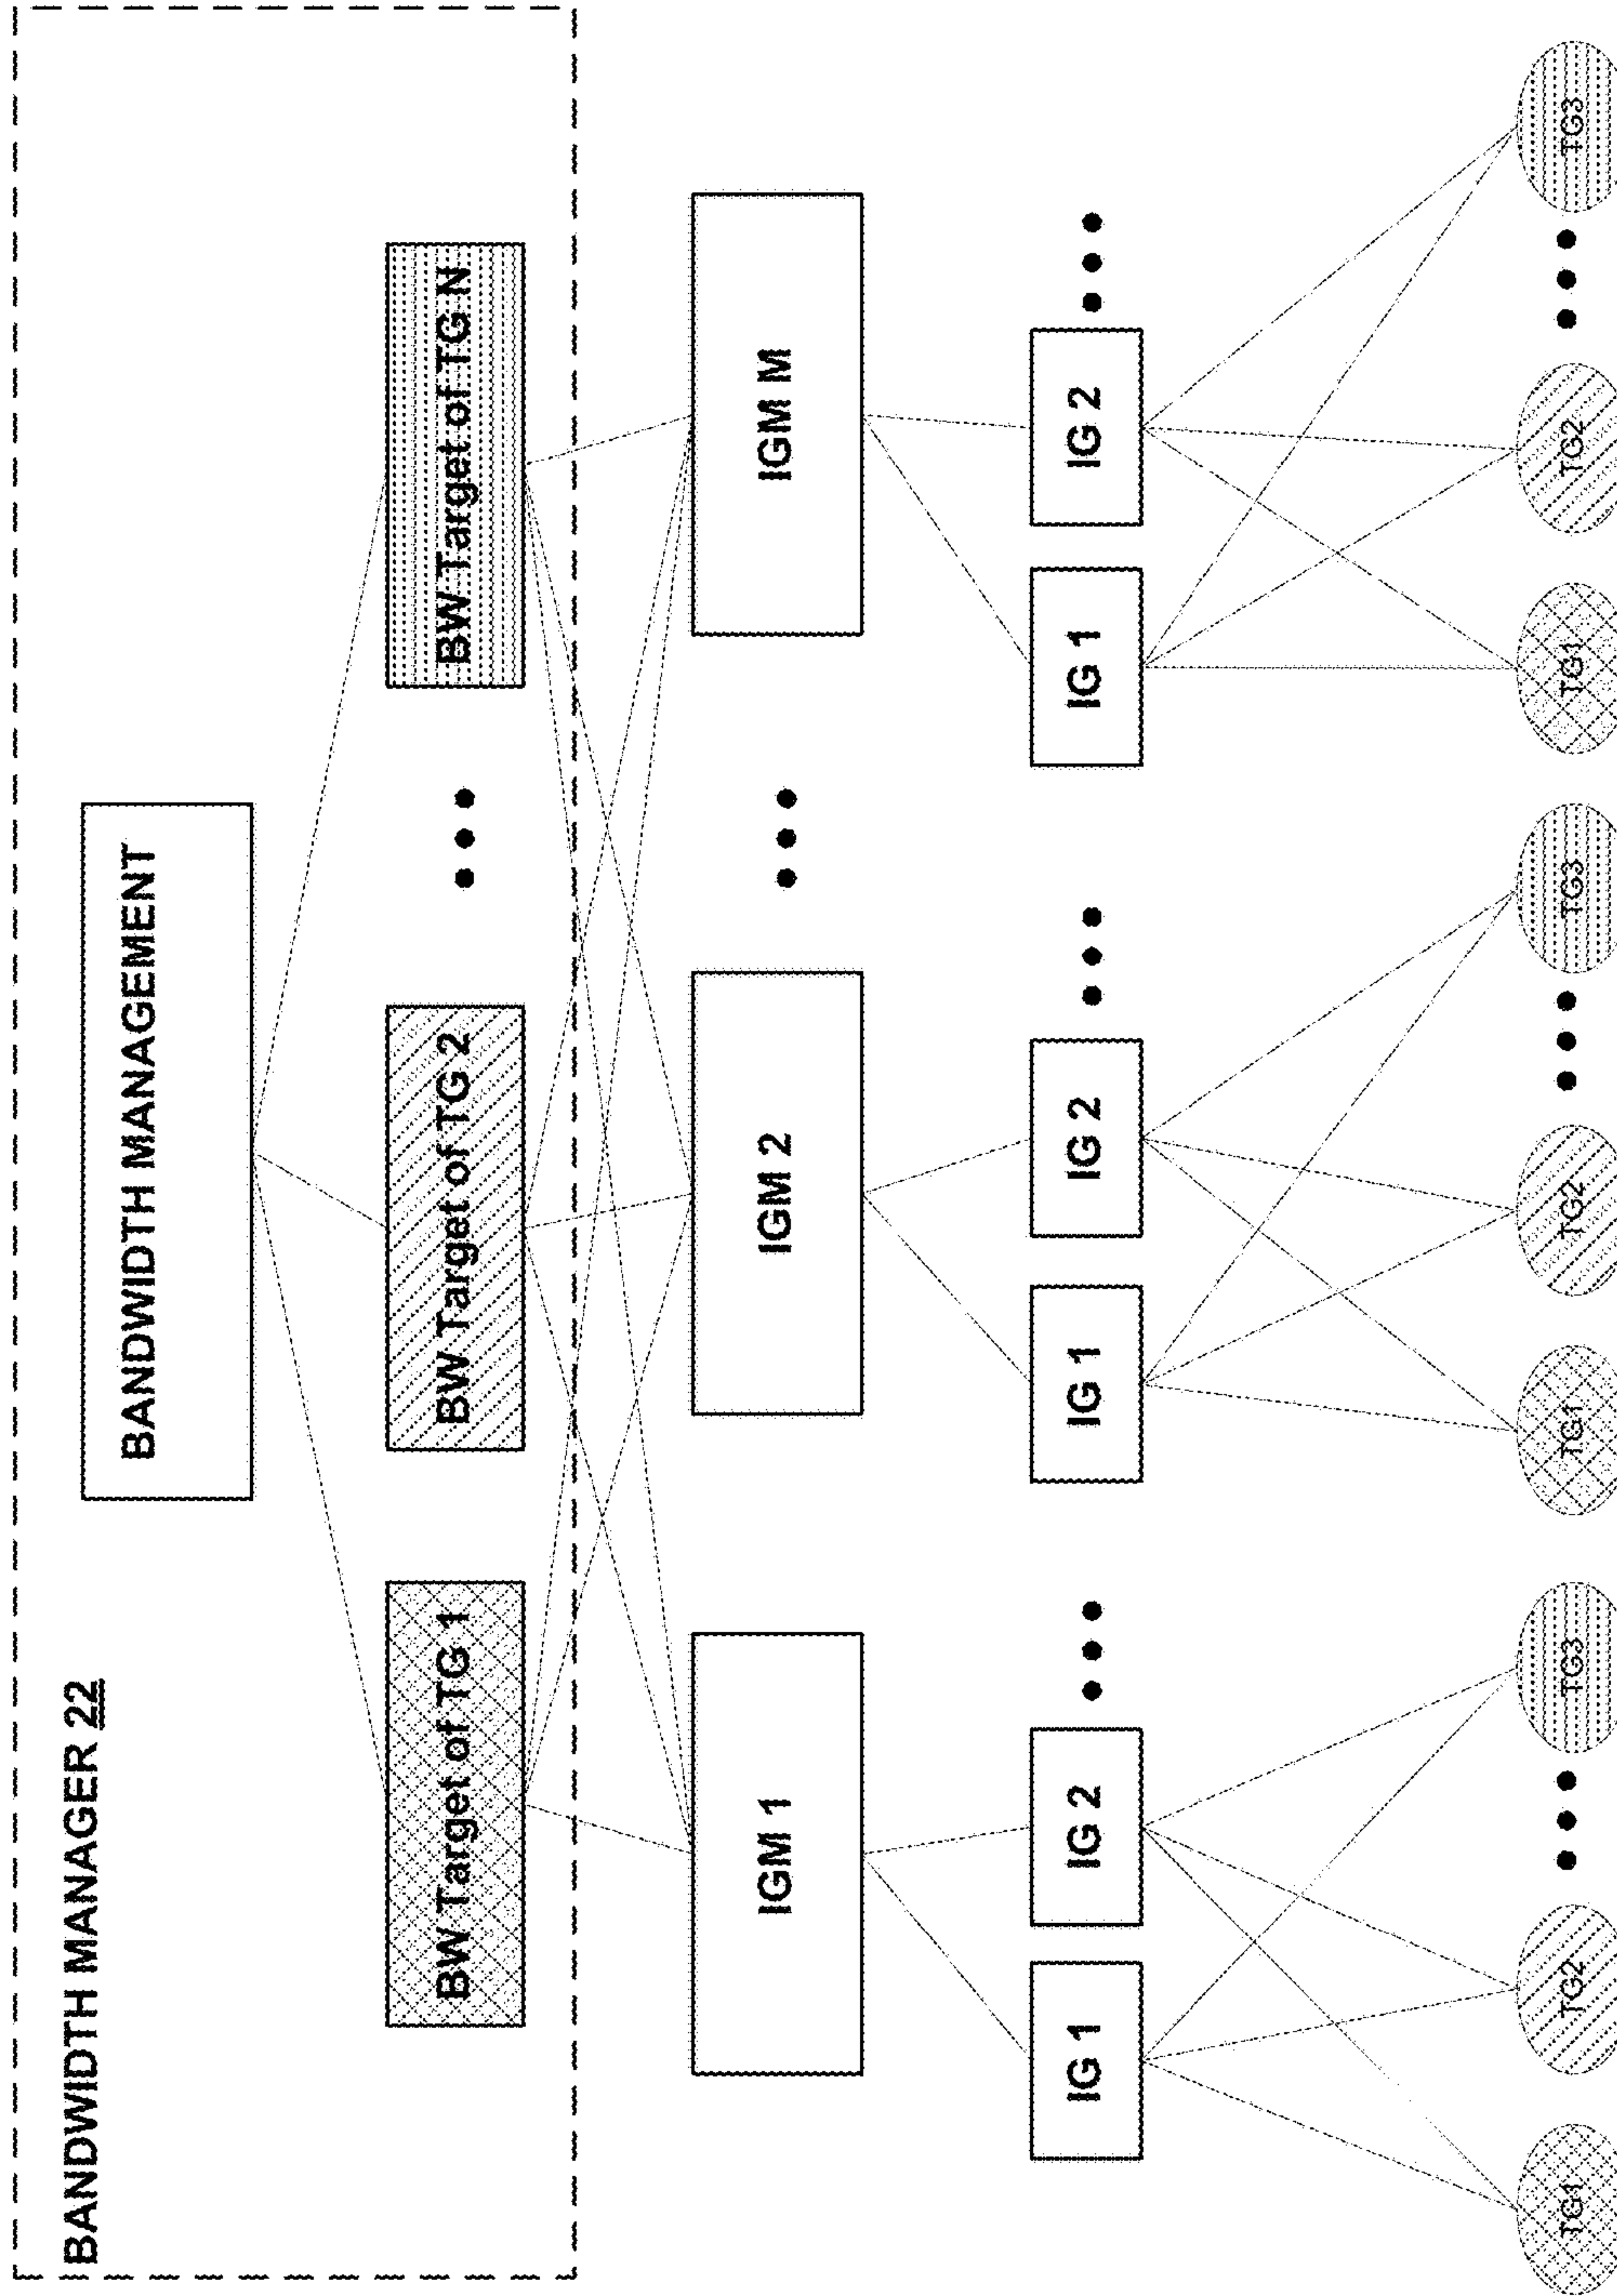 BANDWIDTH MANAGER 22
BANDWIDTH MANAGEMENT
BW Target of TG 1
BW Target of TG 2
BW Target of TG N
IGM 1
IGM 2
IGM M
IG 1
IG 2
IG 1
IG 2
IG 1
IG 2
TG1
TG2
TG3
TG1
TG2
TG3
TG1
TG2
TG3